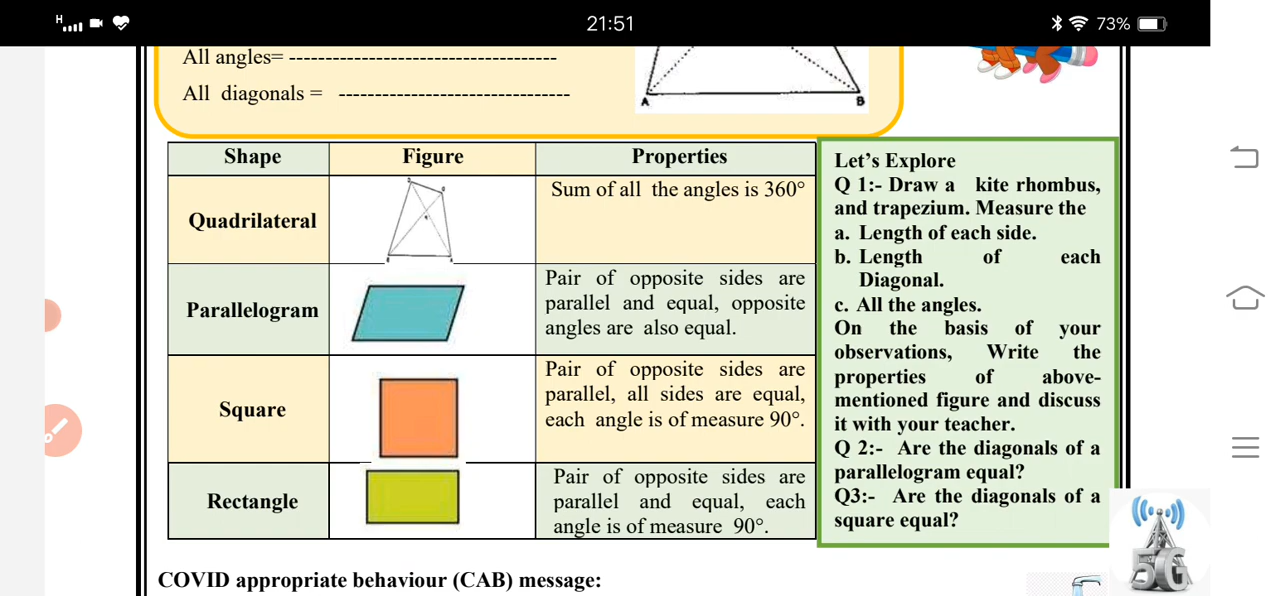 H 21:51 73%
All angles= -------------------------------------
All diagonals = --------------------------------
A B
Shape Figure Properties
Quadrilateral
Sum of all the angles is 360°
Parallelogram
Pair of opposite sides are
parallel and equal, opposite
angles are also equal.
Square
Pair of opposite sides are
parallel, all sides are equal,
each angle is of measure 90°.
Rectangle
Pair of opposite sides are
parallel and equal, each
angle is of measure 90°.
Let’s Explore
Q 1:- Draw a kite rhombus,
and trapezium. Measure the
a. Length of each side.
b. Length of each
Diagonal.
c. All the angles.
On the basis of your
observations, Write the
properties of above-
mentioned figure and discuss
it with your teacher.
Q 2:- Are the diagonals of a
parallelogram equal?
Q3:- Are the diagonals of a
square equal?
5G
COVID appropriate behaviour (CAB) message: